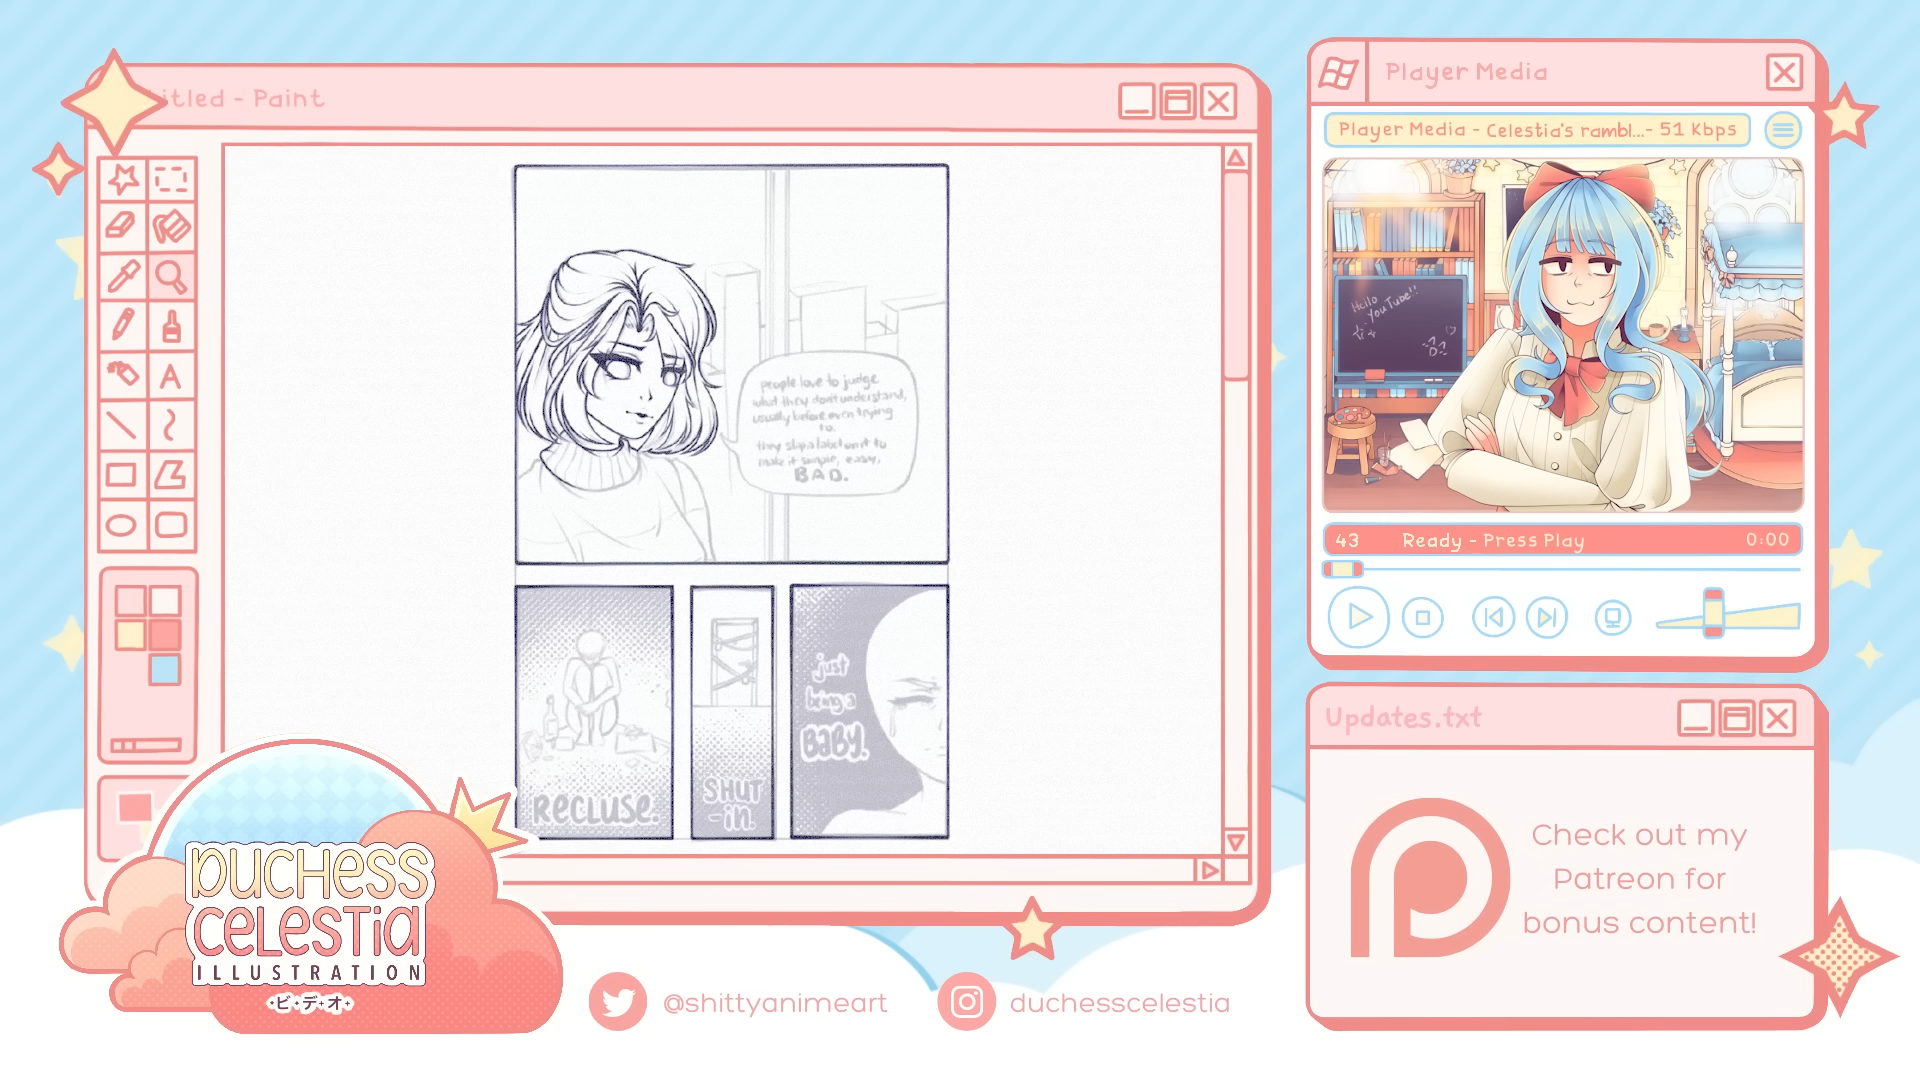 titled - Paint
people love to judge
what they don't understand,
usually before even trying
to.
they slap a label on it to
make it simple, easy,
BAD.
RECLUSE.
SHUT
-in.
just
being a
BABY.
Player Media
Player Media - Celestia's rambl...- 51 Kbps
Hello
YouTube!!
43 Ready - Press Play 0:00
Updates.txt
Check out my
Patreon for
bonus content!
DUCHESS
CELESTIA
ILLUSTRATION
・ビ・デ・オ・
@shittyanimeart
duchesscelestia